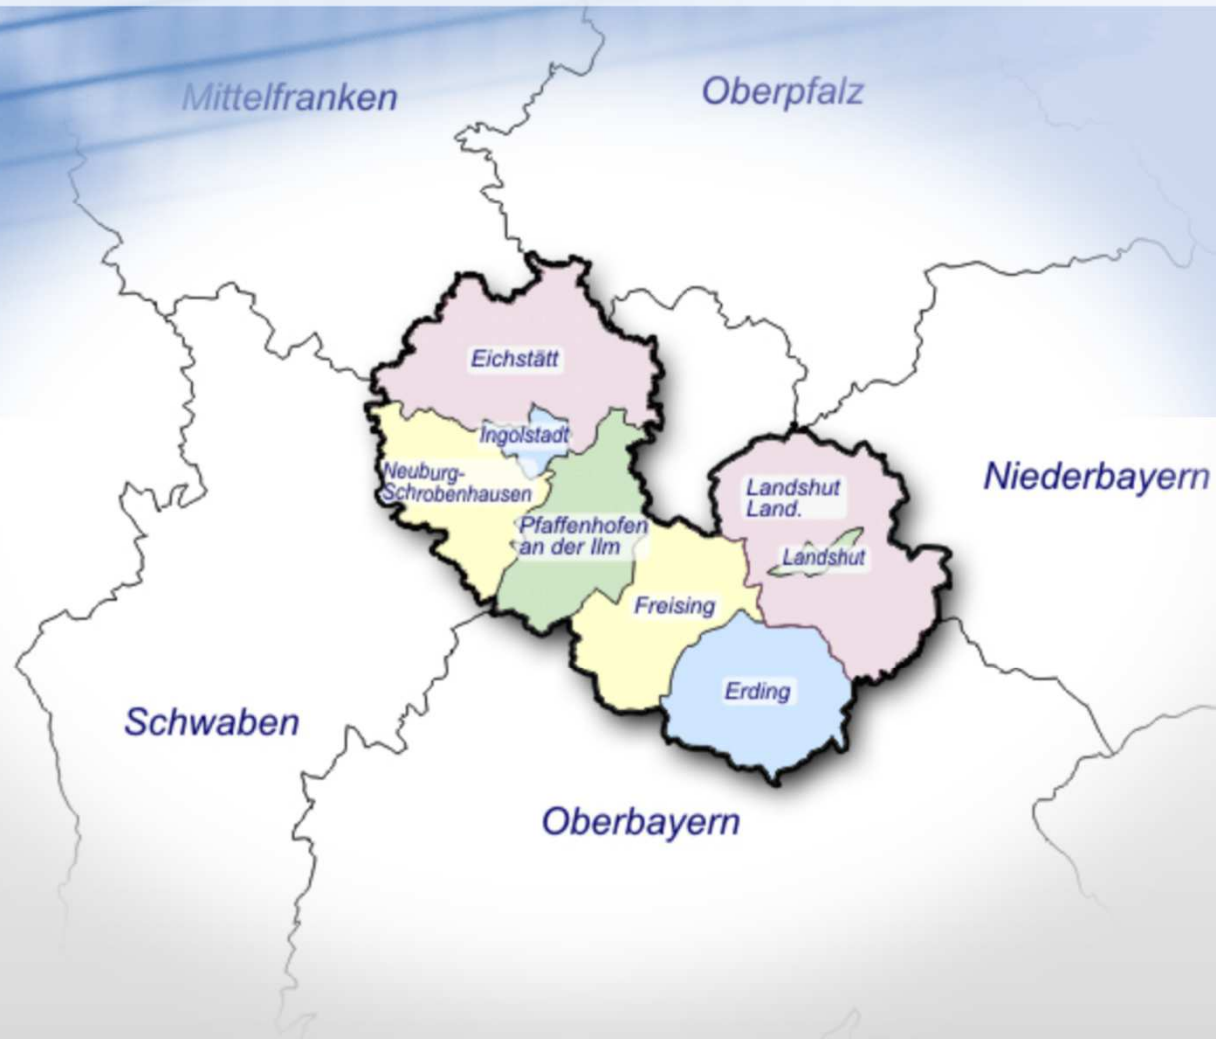 Mittelfranken
Oberpfalz
Eichstätt
Ingolstadt
Neuburg-
Schrobenhausen
Niederbayern
Landshut
Land.
Pfaffenhofen
an der Ilm
Landshut
Freising
Erding
Schwaben
Oberbayern